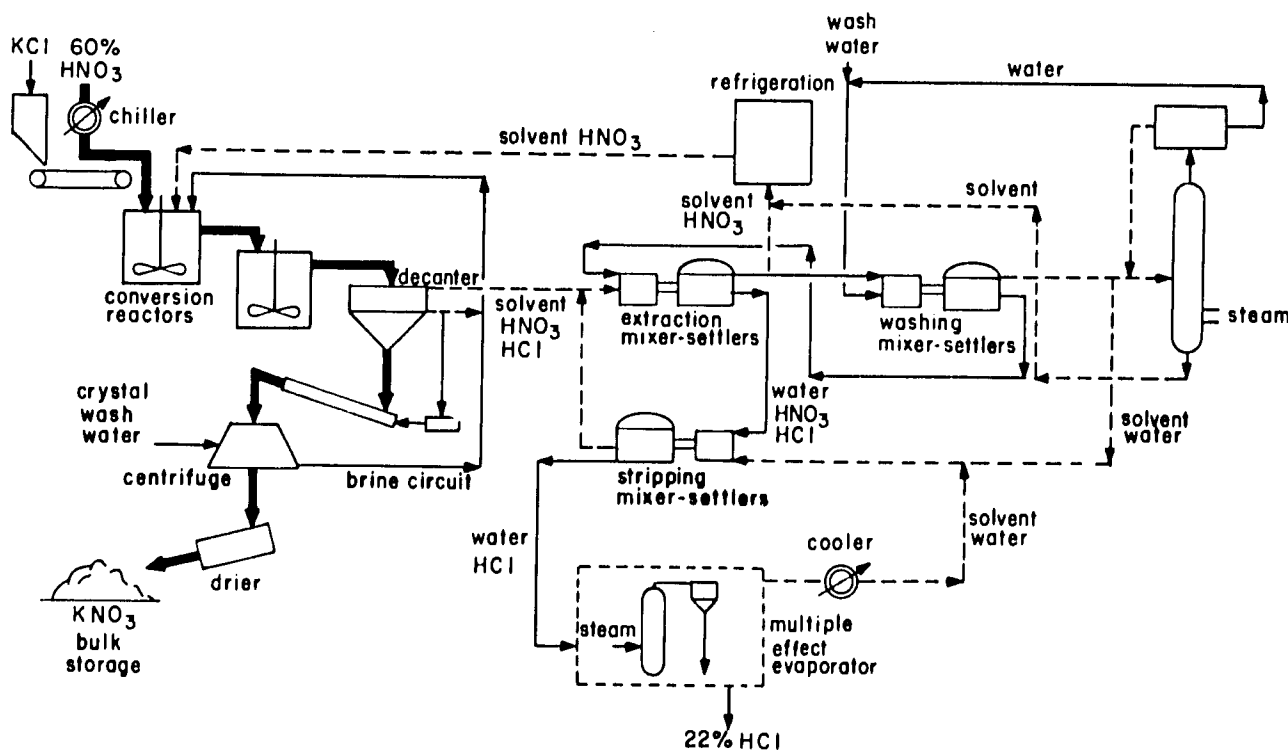 KCl
60%
HNO3
chiller
conversion
reactors
decanter
crystal
wash
water
centrifuge
brine circuit
drier
KNO3
bulk
storage
solvent HNO3
refrigeration
solvent
HNO3
solvent
HNO3
HCl
extraction
mixer-settlers
wash
water
water
solvent
washing
mixer-settlers
steam
water
HNO3
HCl
solvent
water
stripping
mixer-settlers
water
HCl
cooler
solvent
water
steam
multiple
effect
evaporator
22% HCl